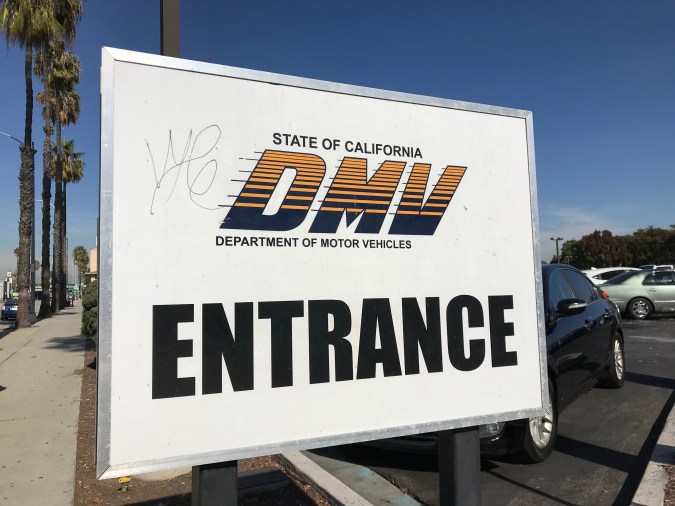 STATE OF CALIFORNIA
DMV
DEPARTMENT OF MOTOR VEHICLES
ENTRANCE